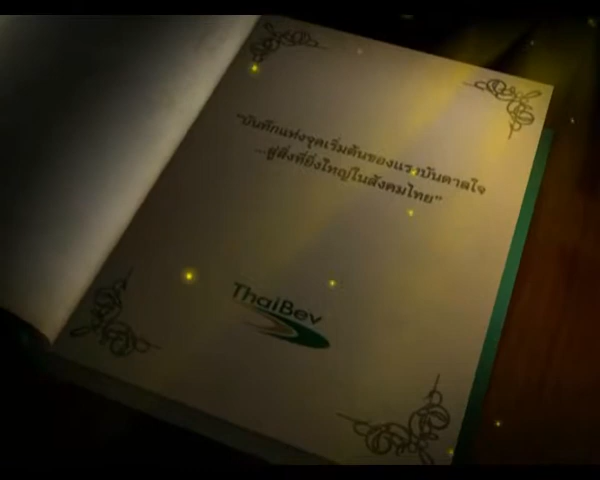 "บันทึกแห่งจุดเริ่มต้นของแรงบันดาลใจ
...สู่สิ่งที่ยิ่งใหญ่ในสังคมไทย"
ThaiBev